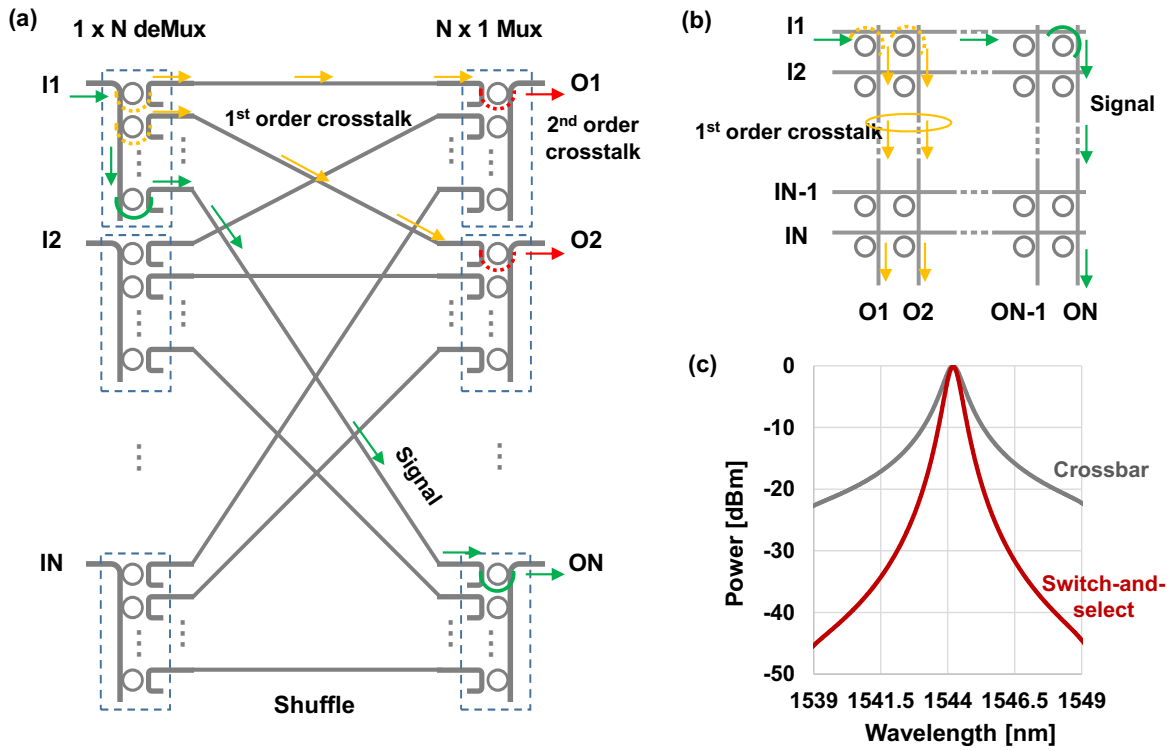 (a)
1 x N deMux
N x 1 Mux
I1
O1
1st order crosstalk
2nd order
crosstalk
I2
O2
Signal
IN
ON
Shuffle
(b)
I1
I2
Signal
1st order crosstalk
IN-1
IN
O1
O2
ON-1
ON
(c)
0
-10
-20
-30
-40
-50
Power [dBm]
Crossbar
Switch-and-
select
1539
1541.5
1544
1546.5
1549
Wavelength [nm]